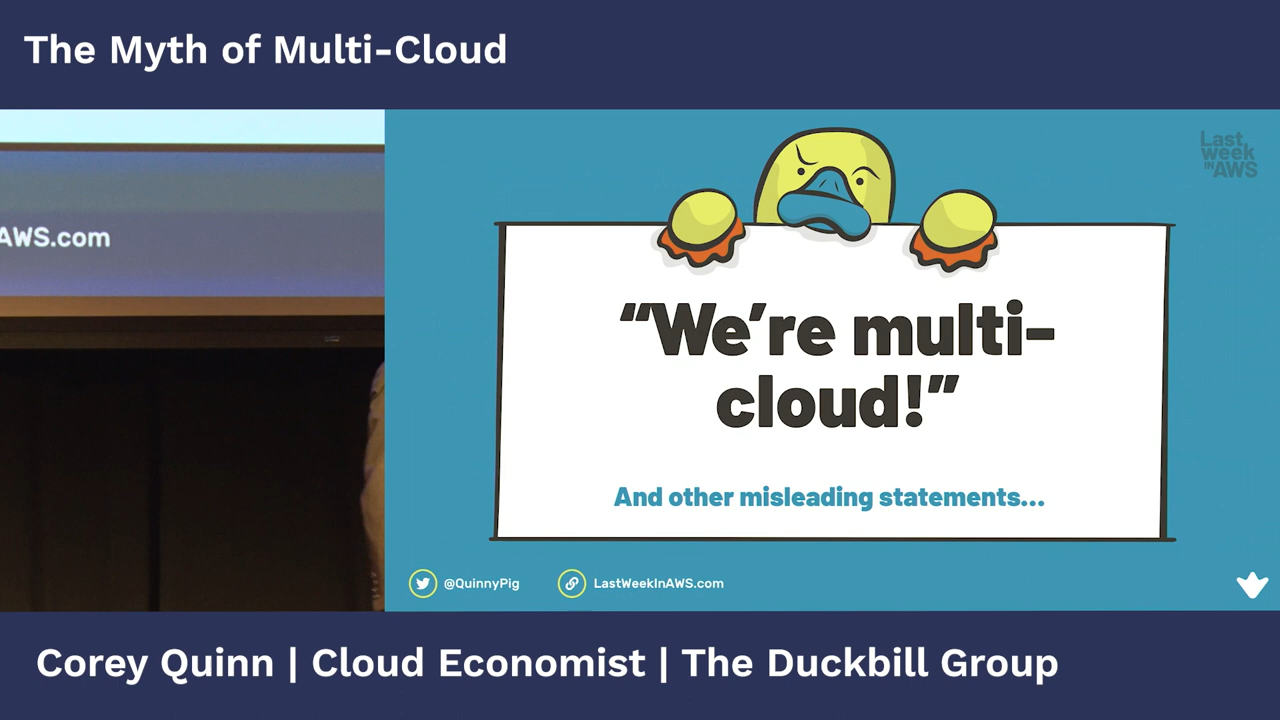 The Myth of Multi-Cloud
AWS.com
Last
week
IN AWS
“We’re multi-
cloud!”
And other misleading statements...
@QuinnyPig
LastWeekInAWS.com
Corey Quinn | Cloud Economist | The Duckbill Group